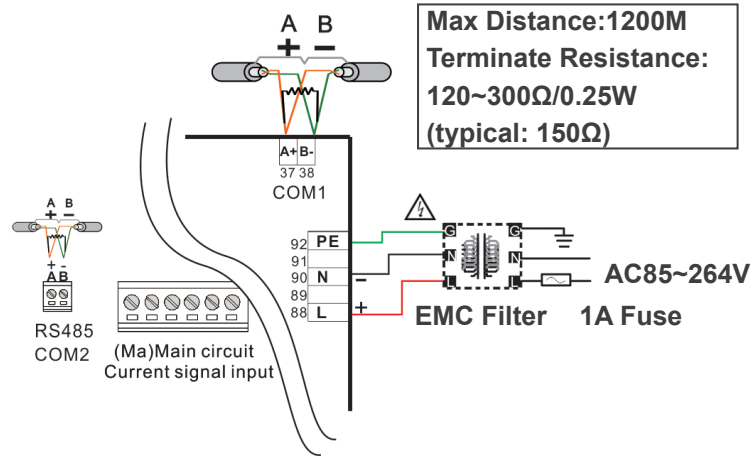 A B
+ −
Max Distance:1200M
Terminate Resistance:
120~300Ω/0.25W
(typical: 150Ω)
A+ B-
37 38
COM1
A B
+ −
+ -
A B
RS485
COM2
(Ma)Main circuit
Current signal input
92 PE
91
90 N −
89
88 L +
G G
N N
L L
AC85~264V
EMC Filter 1A Fuse